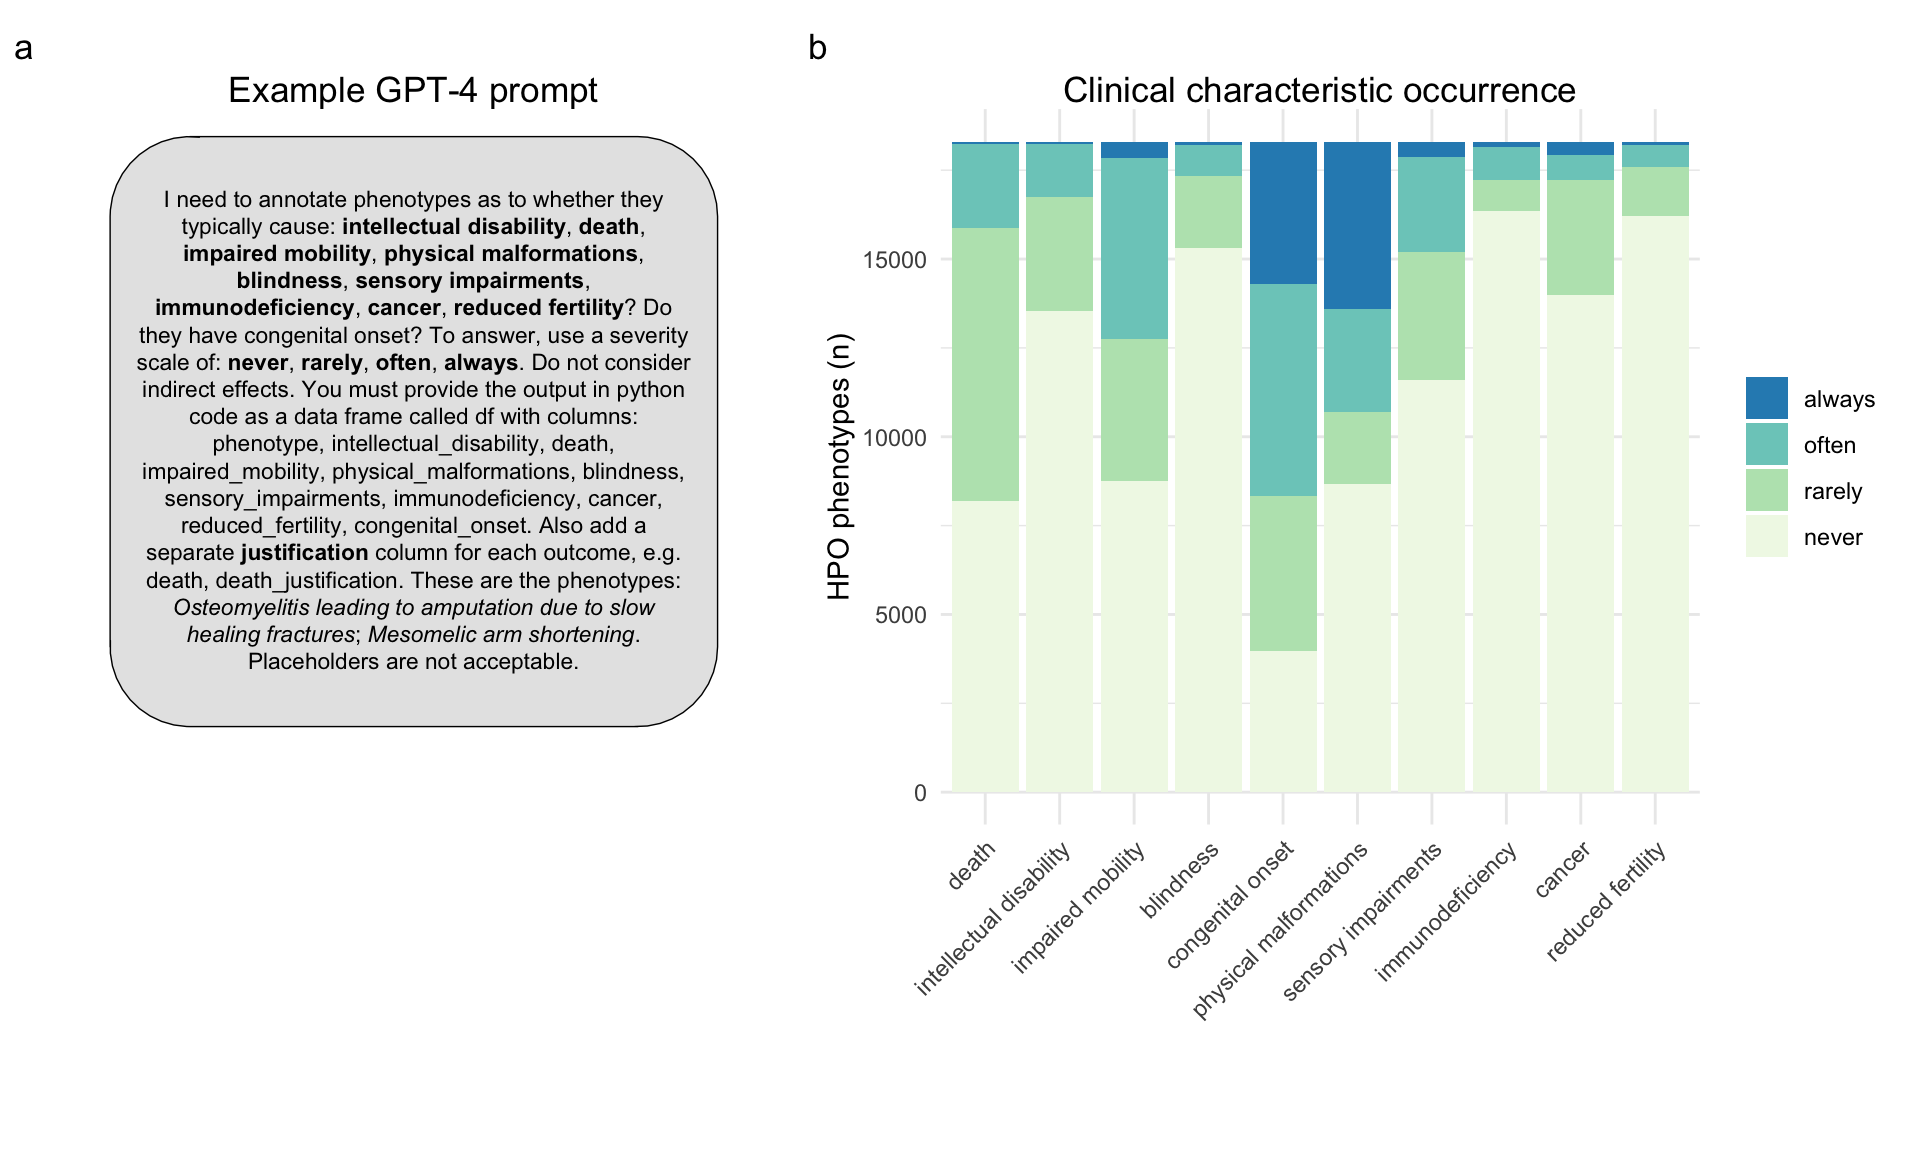 a
Example GPT-4 prompt
I need to annotate phenotypes as to whether they
typically cause: intellectual disability, death,
impaired mobility, physical malformations,
blindness, sensory impairments,
immunodeficiency, cancer, reduced fertility? Do
they have congenital onset? To answer, use a severity
scale of: never, rarely, often, always. Do not consider
indirect effects. You must provide the output in python
code as a data frame called df with columns:
phenotype, intellectual_disability, death,
impaired_mobility, physical_malformations, blindness,
sensory_impairments, immunodeficiency, cancer,
reduced_fertility, congenital_onset. Also add a
separate justification column for each outcome, e.g.
death, death_justification. These are the phenotypes:
Osteomyelitis leading to amputation due to slow
healing fractures; Mesomelic arm shortening.
Placeholders are not acceptable.
b
Clinical characteristic occurrence
HPO phenotypes (n)
15000
10000
5000
0
death
intellectual disability
impaired mobility
blindness
congenital onset
physical malformations
sensory impairments
immunodeficiency
cancer
reduced fertility
always
often
rarely
never